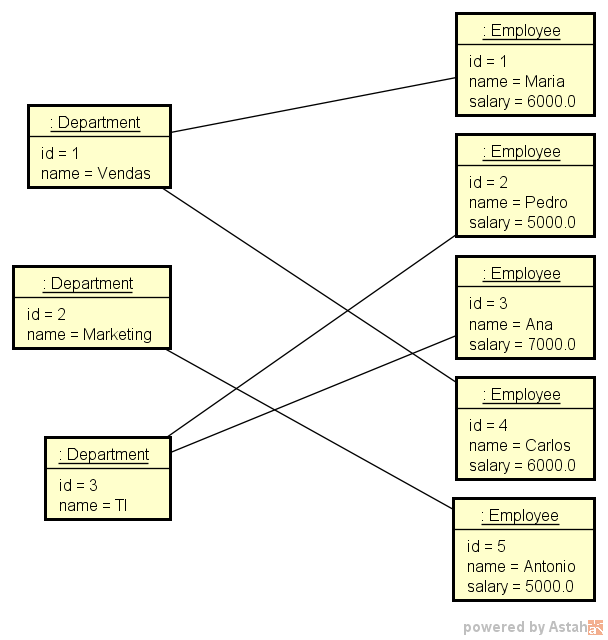 : Department
id = 1
name = Vendas
: Department
id = 2
name = Marketing
: Department
id = 3
name = TI
: Employee
id = 1
name = Maria
salary = 6000.0
: Employee
id = 2
name = Pedro
salary = 5000.0
: Employee
id = 3
name = Ana
salary = 7000.0
: Employee
id = 4
name = Carlos
salary = 6000.0
: Employee
id = 5
name = Antonio
salary = 5000.0
powered by Astah